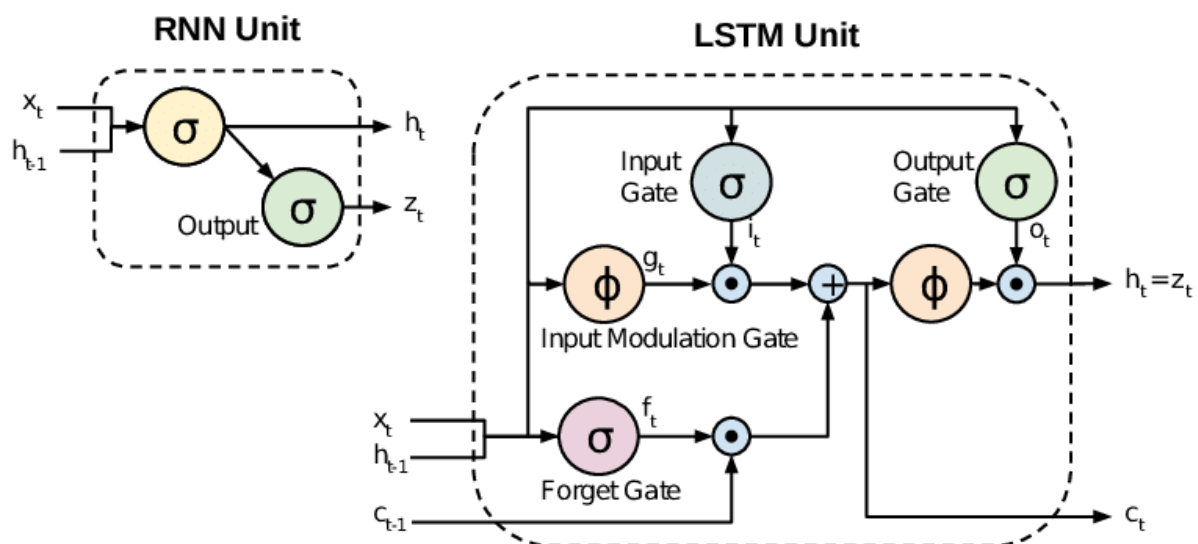 RNN Unit
xₜ
hₜ₋₁
σ
hₜ
Output
σ
zₜ
LSTM Unit
Input
Gate
σ
iₜ
Output
Gate
σ
oₜ
ϕ
gₜ
Input Modulation Gate
+
ϕ
hₜ=zₜ
xₜ
hₜ₋₁
σ
fₜ
Forget Gate
cₜ₋₁
cₜ